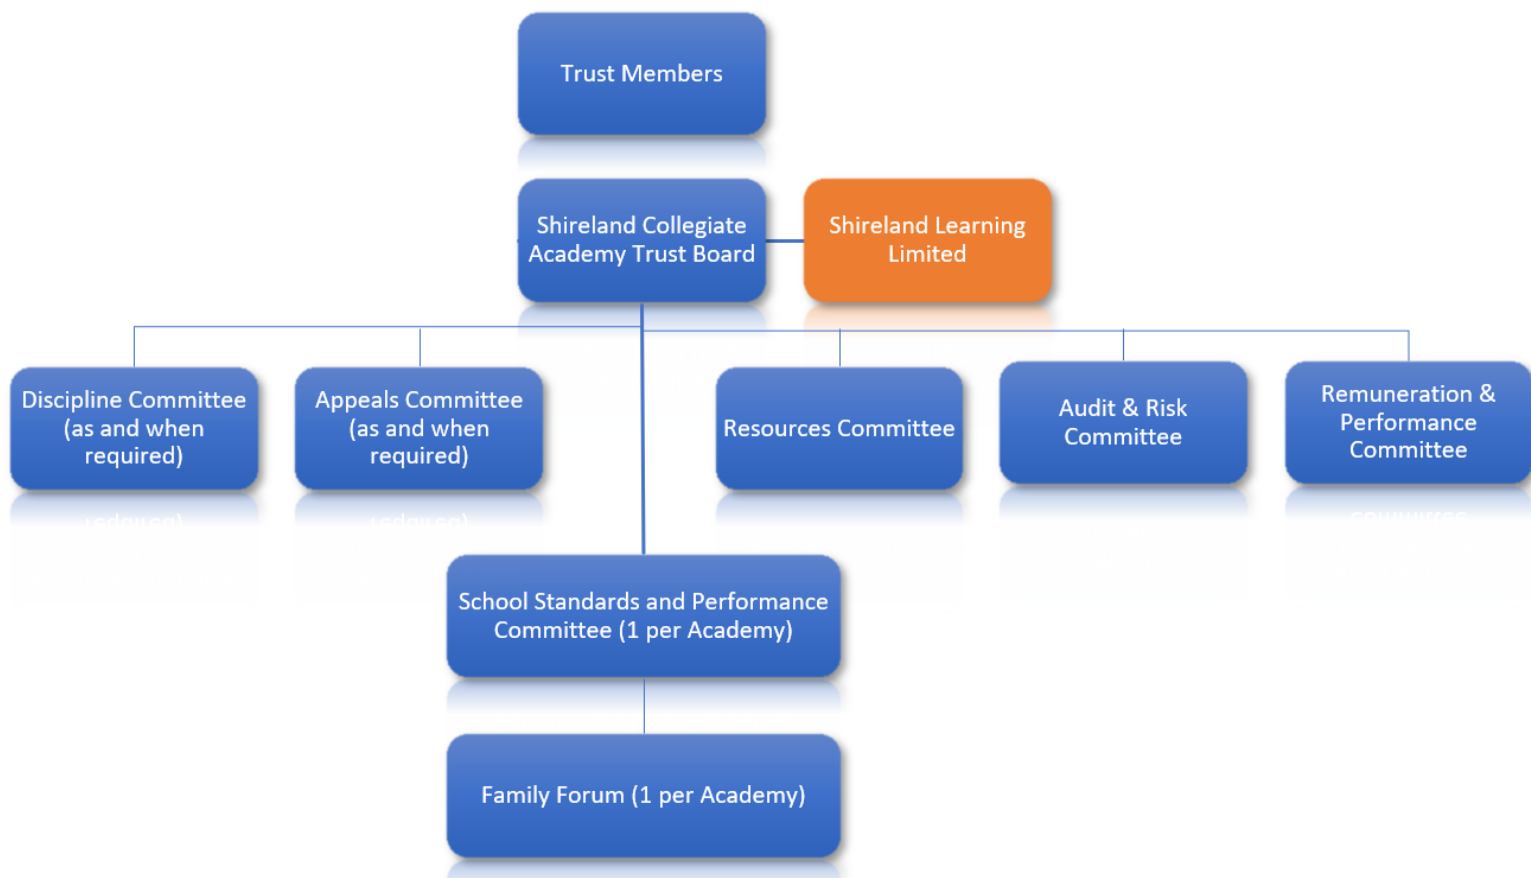 Trust Members
Shireland Collegiate
Academy Trust Board
Shireland Learning
Limited
Discipline Committee
(as and when
required)
Appeals Committee
(as and when
required)
Resources Committee
Audit & Risk
Committee
Remuneration &
Performance
Committee
School Standards and Performance
Committee (1 per Academy)
Family Forum (1 per Academy)